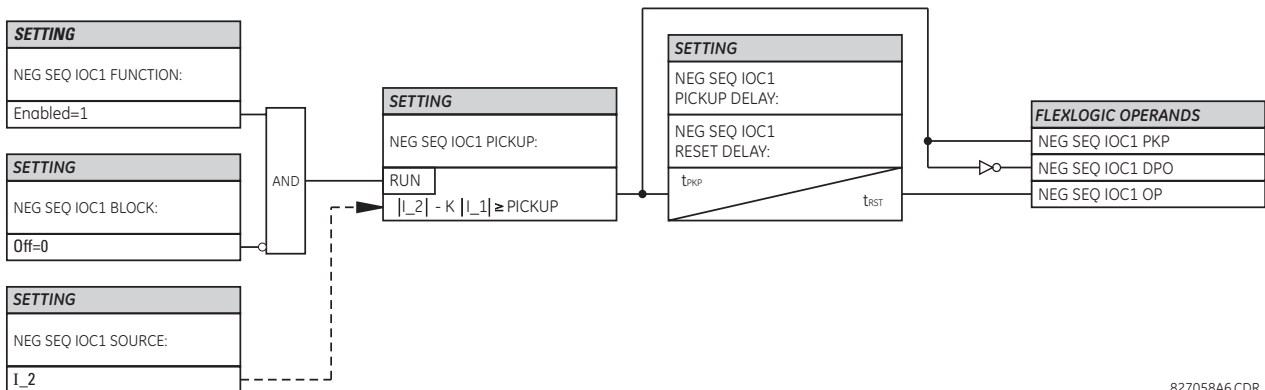 SETTING
NEG SEQ IOC1 FUNCTION:
Enabled=1
SETTING
NEG SEQ IOC1 BLOCK:
Off=0
SETTING
NEG SEQ IOC1 SOURCE:
I_2
AND
SETTING
NEG SEQ IOC1 PICKUP:
RUN
|I_2| - K |I_1| ≥ PICKUP
SETTING
NEG SEQ IOC1
PICKUP DELAY:
NEG SEQ IOC1
RESET DELAY:
tPKP
tRST
FLEXLOGIC OPERANDS
NEG SEQ IOC1 PKP
NEG SEQ IOC1 DPO
NEG SEQ IOC1 OP
827058A6.CDR